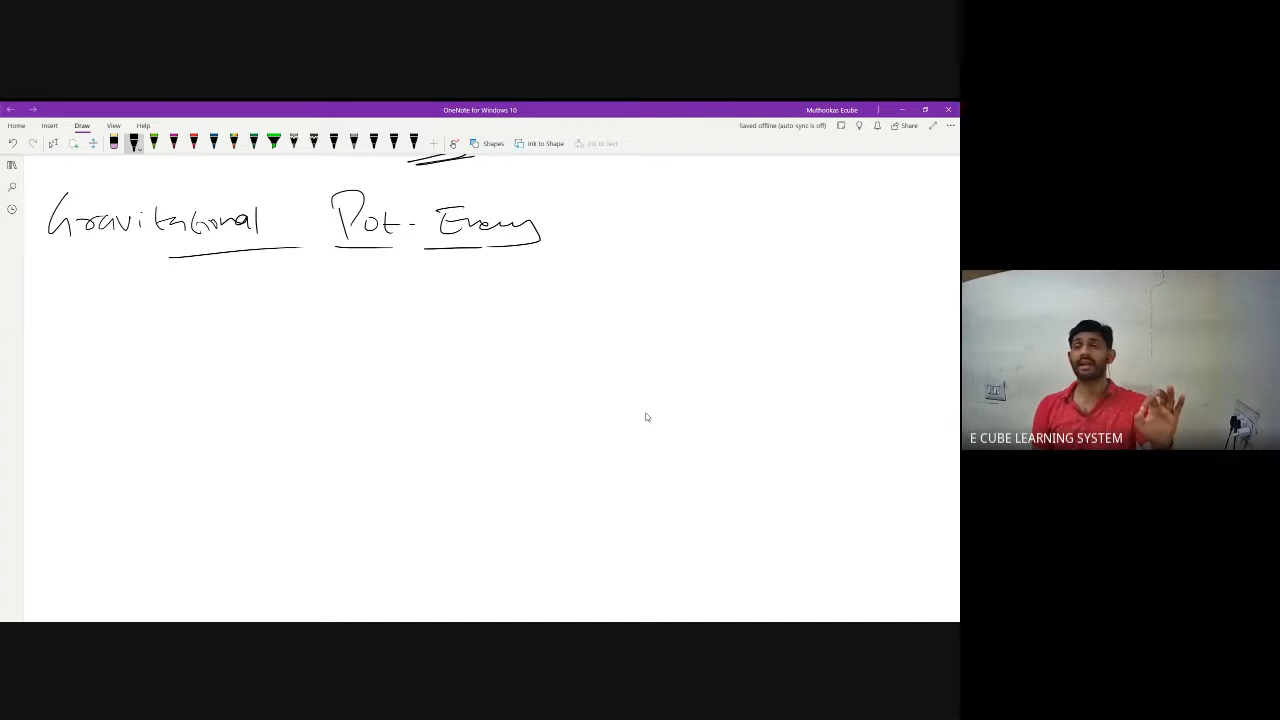 OneNote for Windows 10
Muthookas Ecube
Home Insert Draw View Help
Saved offline (auto-sync is off)
Share
Shapes
Ink to Shape
Ink to Text
Gravitational Pot. Energy
E CUBE LEARNING SYSTEM